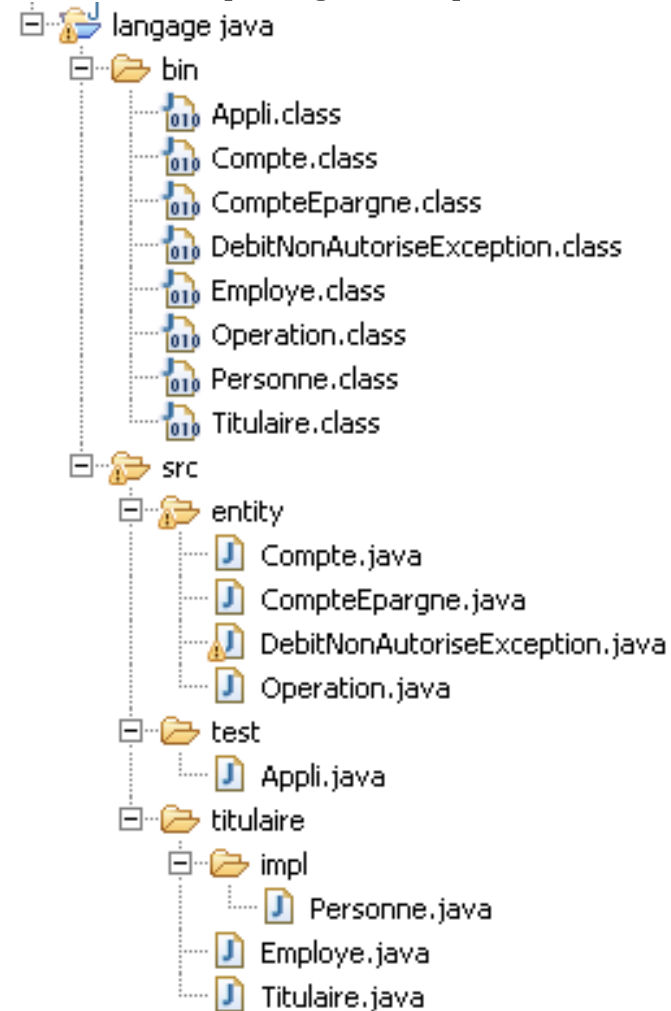 langage java
bin
Appli.class
Compte.class
CompteEpargne.class
DebitNonAutoriseException.class
Employe.class
Operation.class
Personne.class
Titulaire.class
src
entity
Compte.java
CompteEpargne.java
DebitNonAutoriseException.java
Operation.java
test
Appli.java
titulaire
impl
Personne.java
Employe.java
Titulaire.java